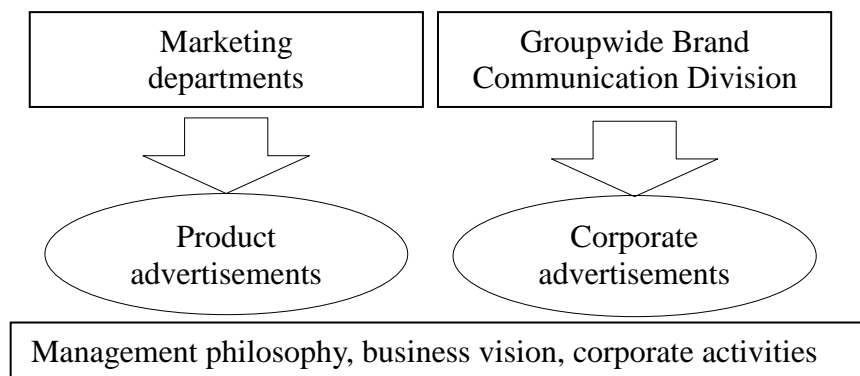 Marketing
departments
Groupwide Brand
Communication Division
Product
advertisements
Corporate
advertisements
Management philosophy, business vision, corporate activities